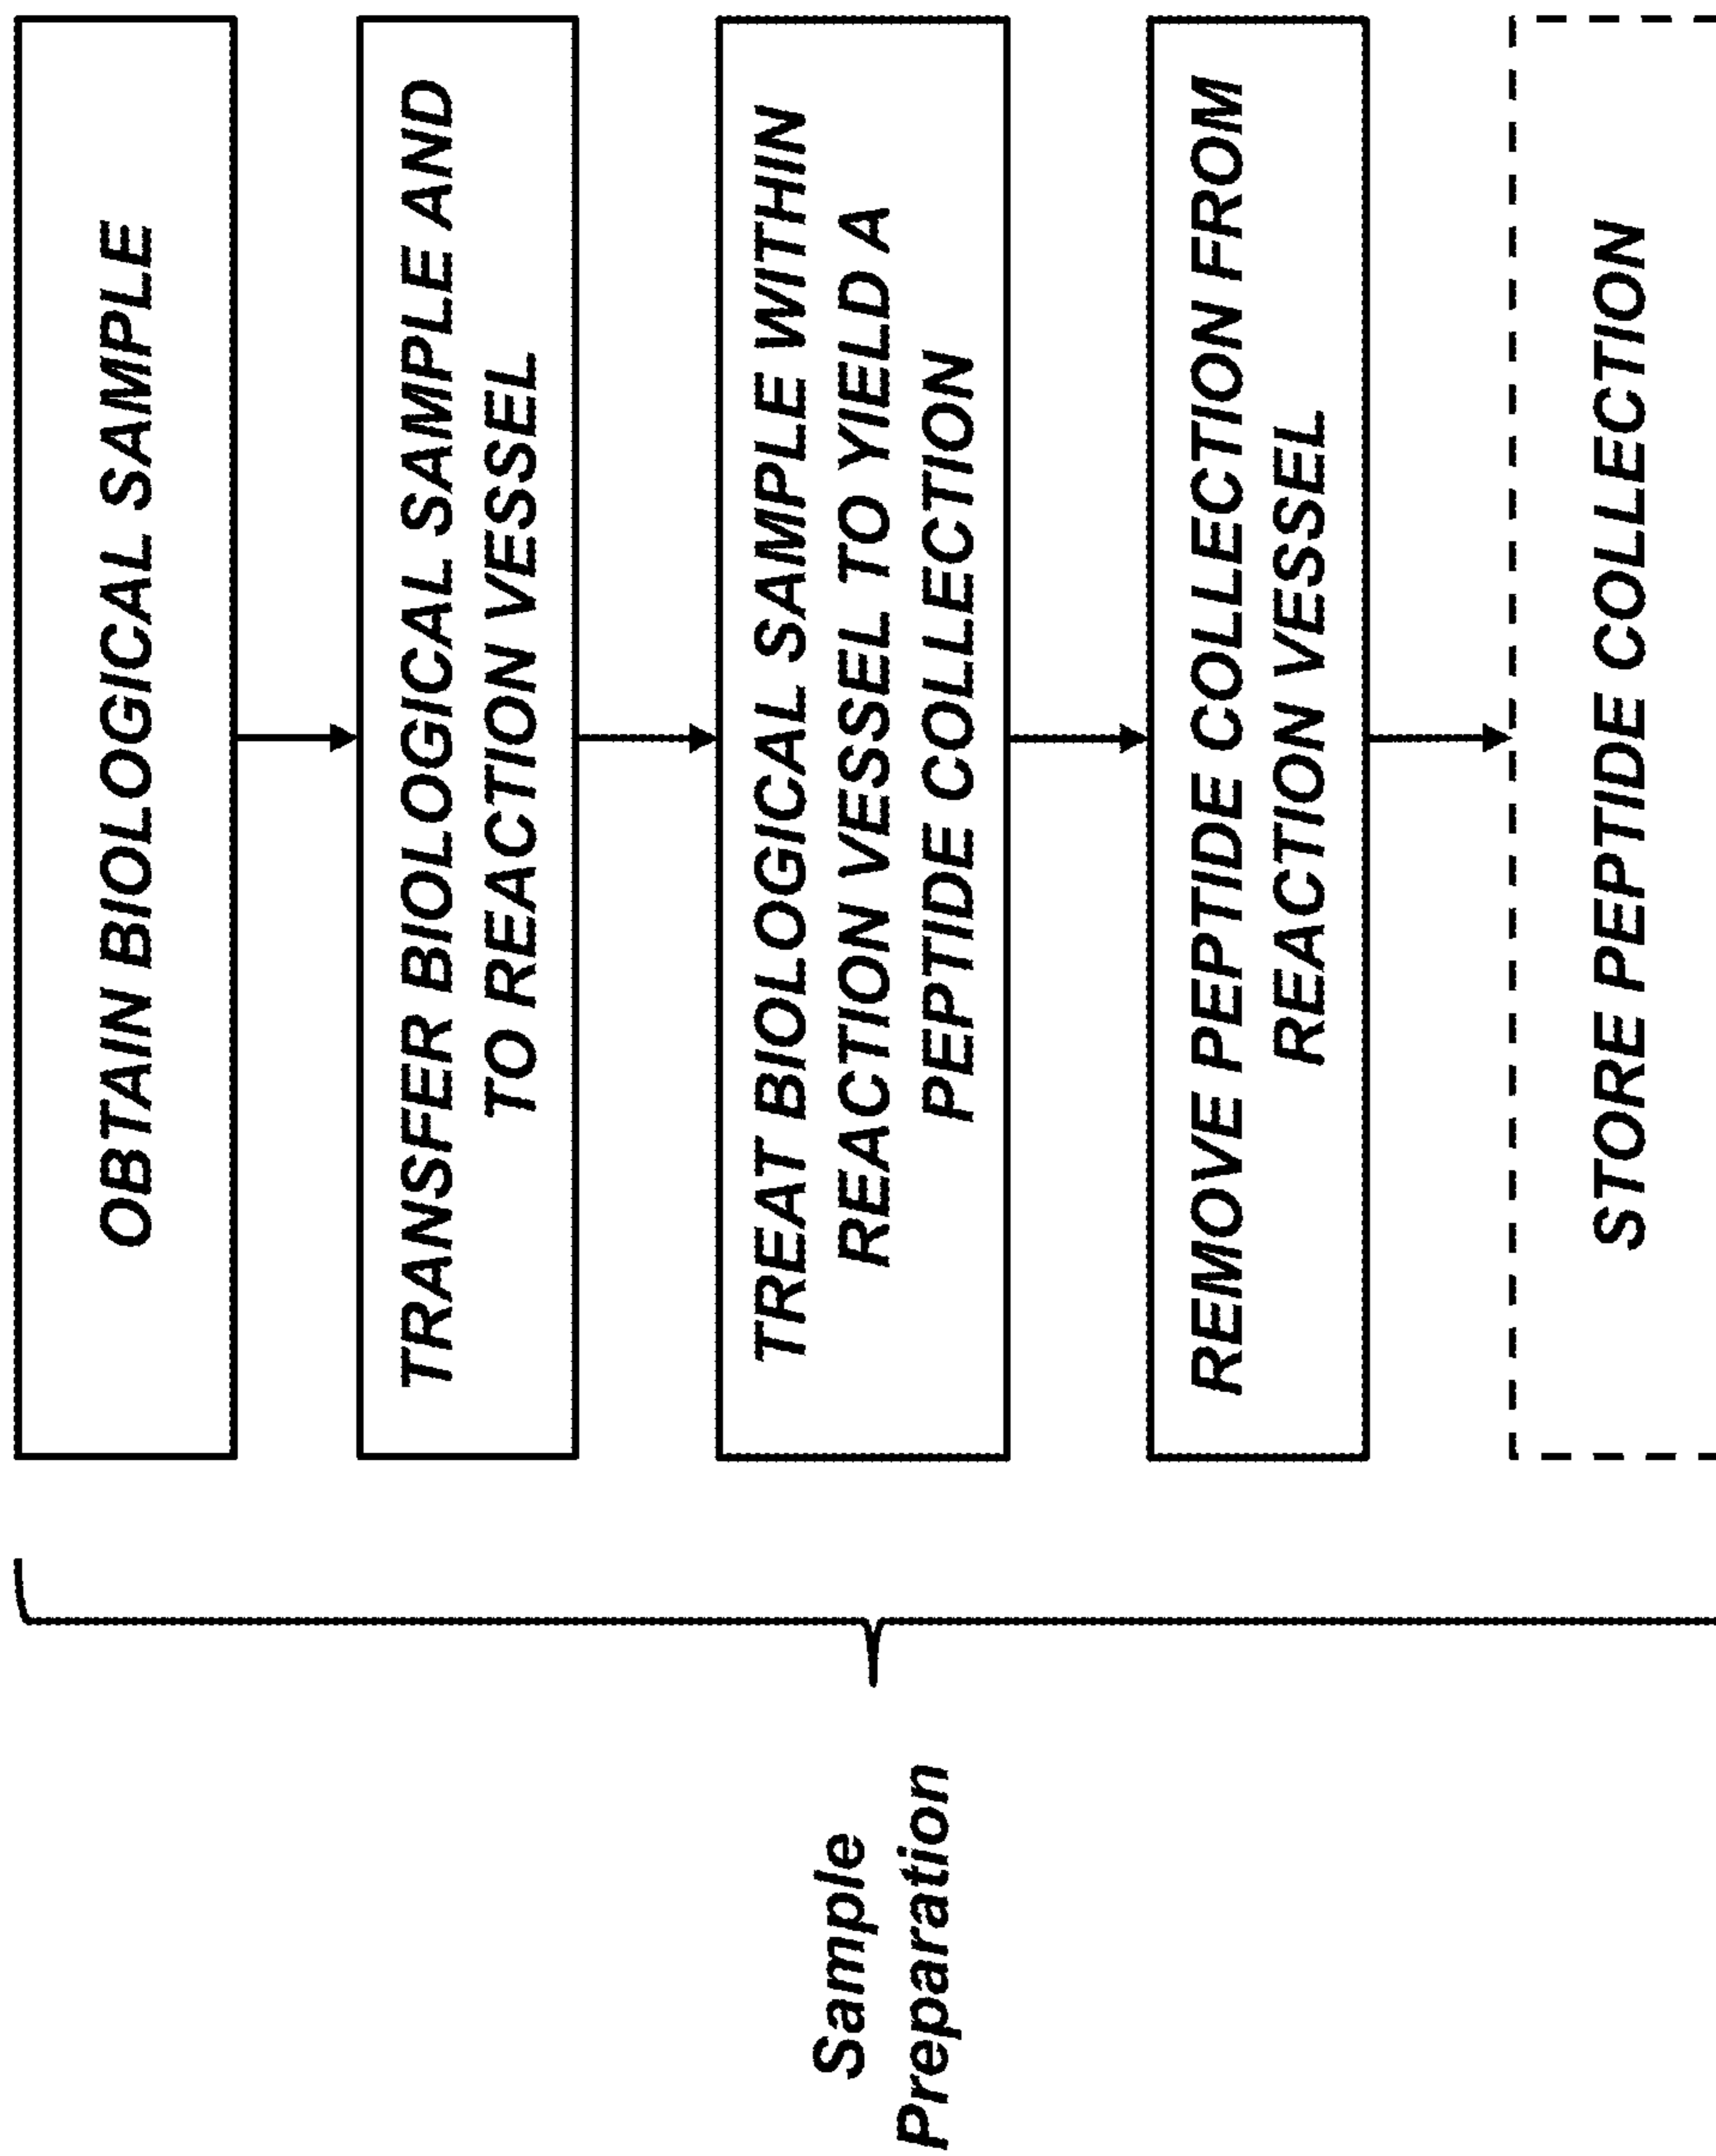 OBTAIN BIOLOGICAL SAMPLE
TRANSFER BIOLOGICAL SAMPLE AND
TO REACTION VESSEL
TREAT BIOLOGICAL SAMPLE WITHIN
REACTION VESSEL TO YIELD A
PEPTIDE COLLECTION
REMOVE PEPTIDE COLLECTION FROM
REACTION VESSEL
STORE PEPTIDE COLLECTION
Sample
Preparation